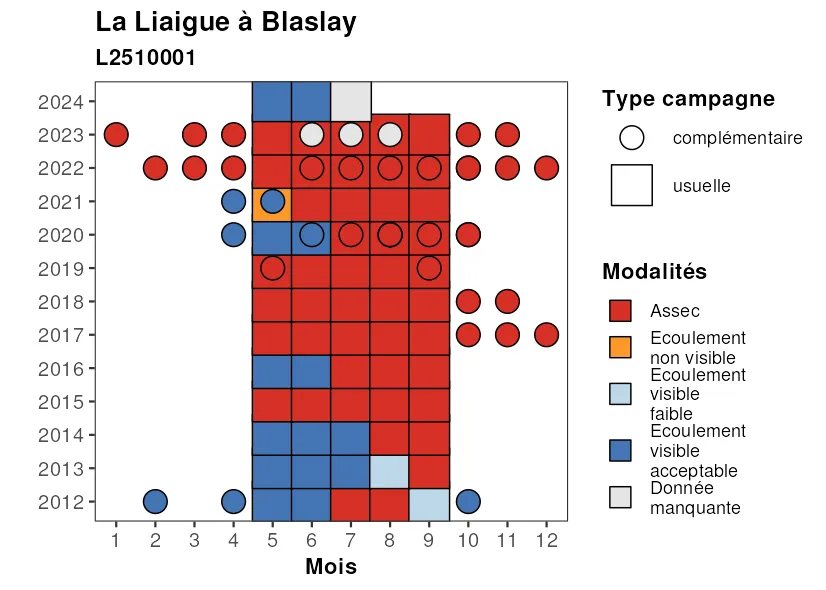 La Liaigue à Blaslay
L2510001
2024
2023
2022
2021
2020
2019
2018
2017
2016
2015
2014
2013
2012
1 2 3 4 5 6 7 8 9 10 11 12
Mois
Type campagne
complémentaire
usuelle
Modalités
Assec
Ecoulement
non visible
Ecoulement
visible
faible
Ecoulement
visible
acceptable
Donnée
manquante